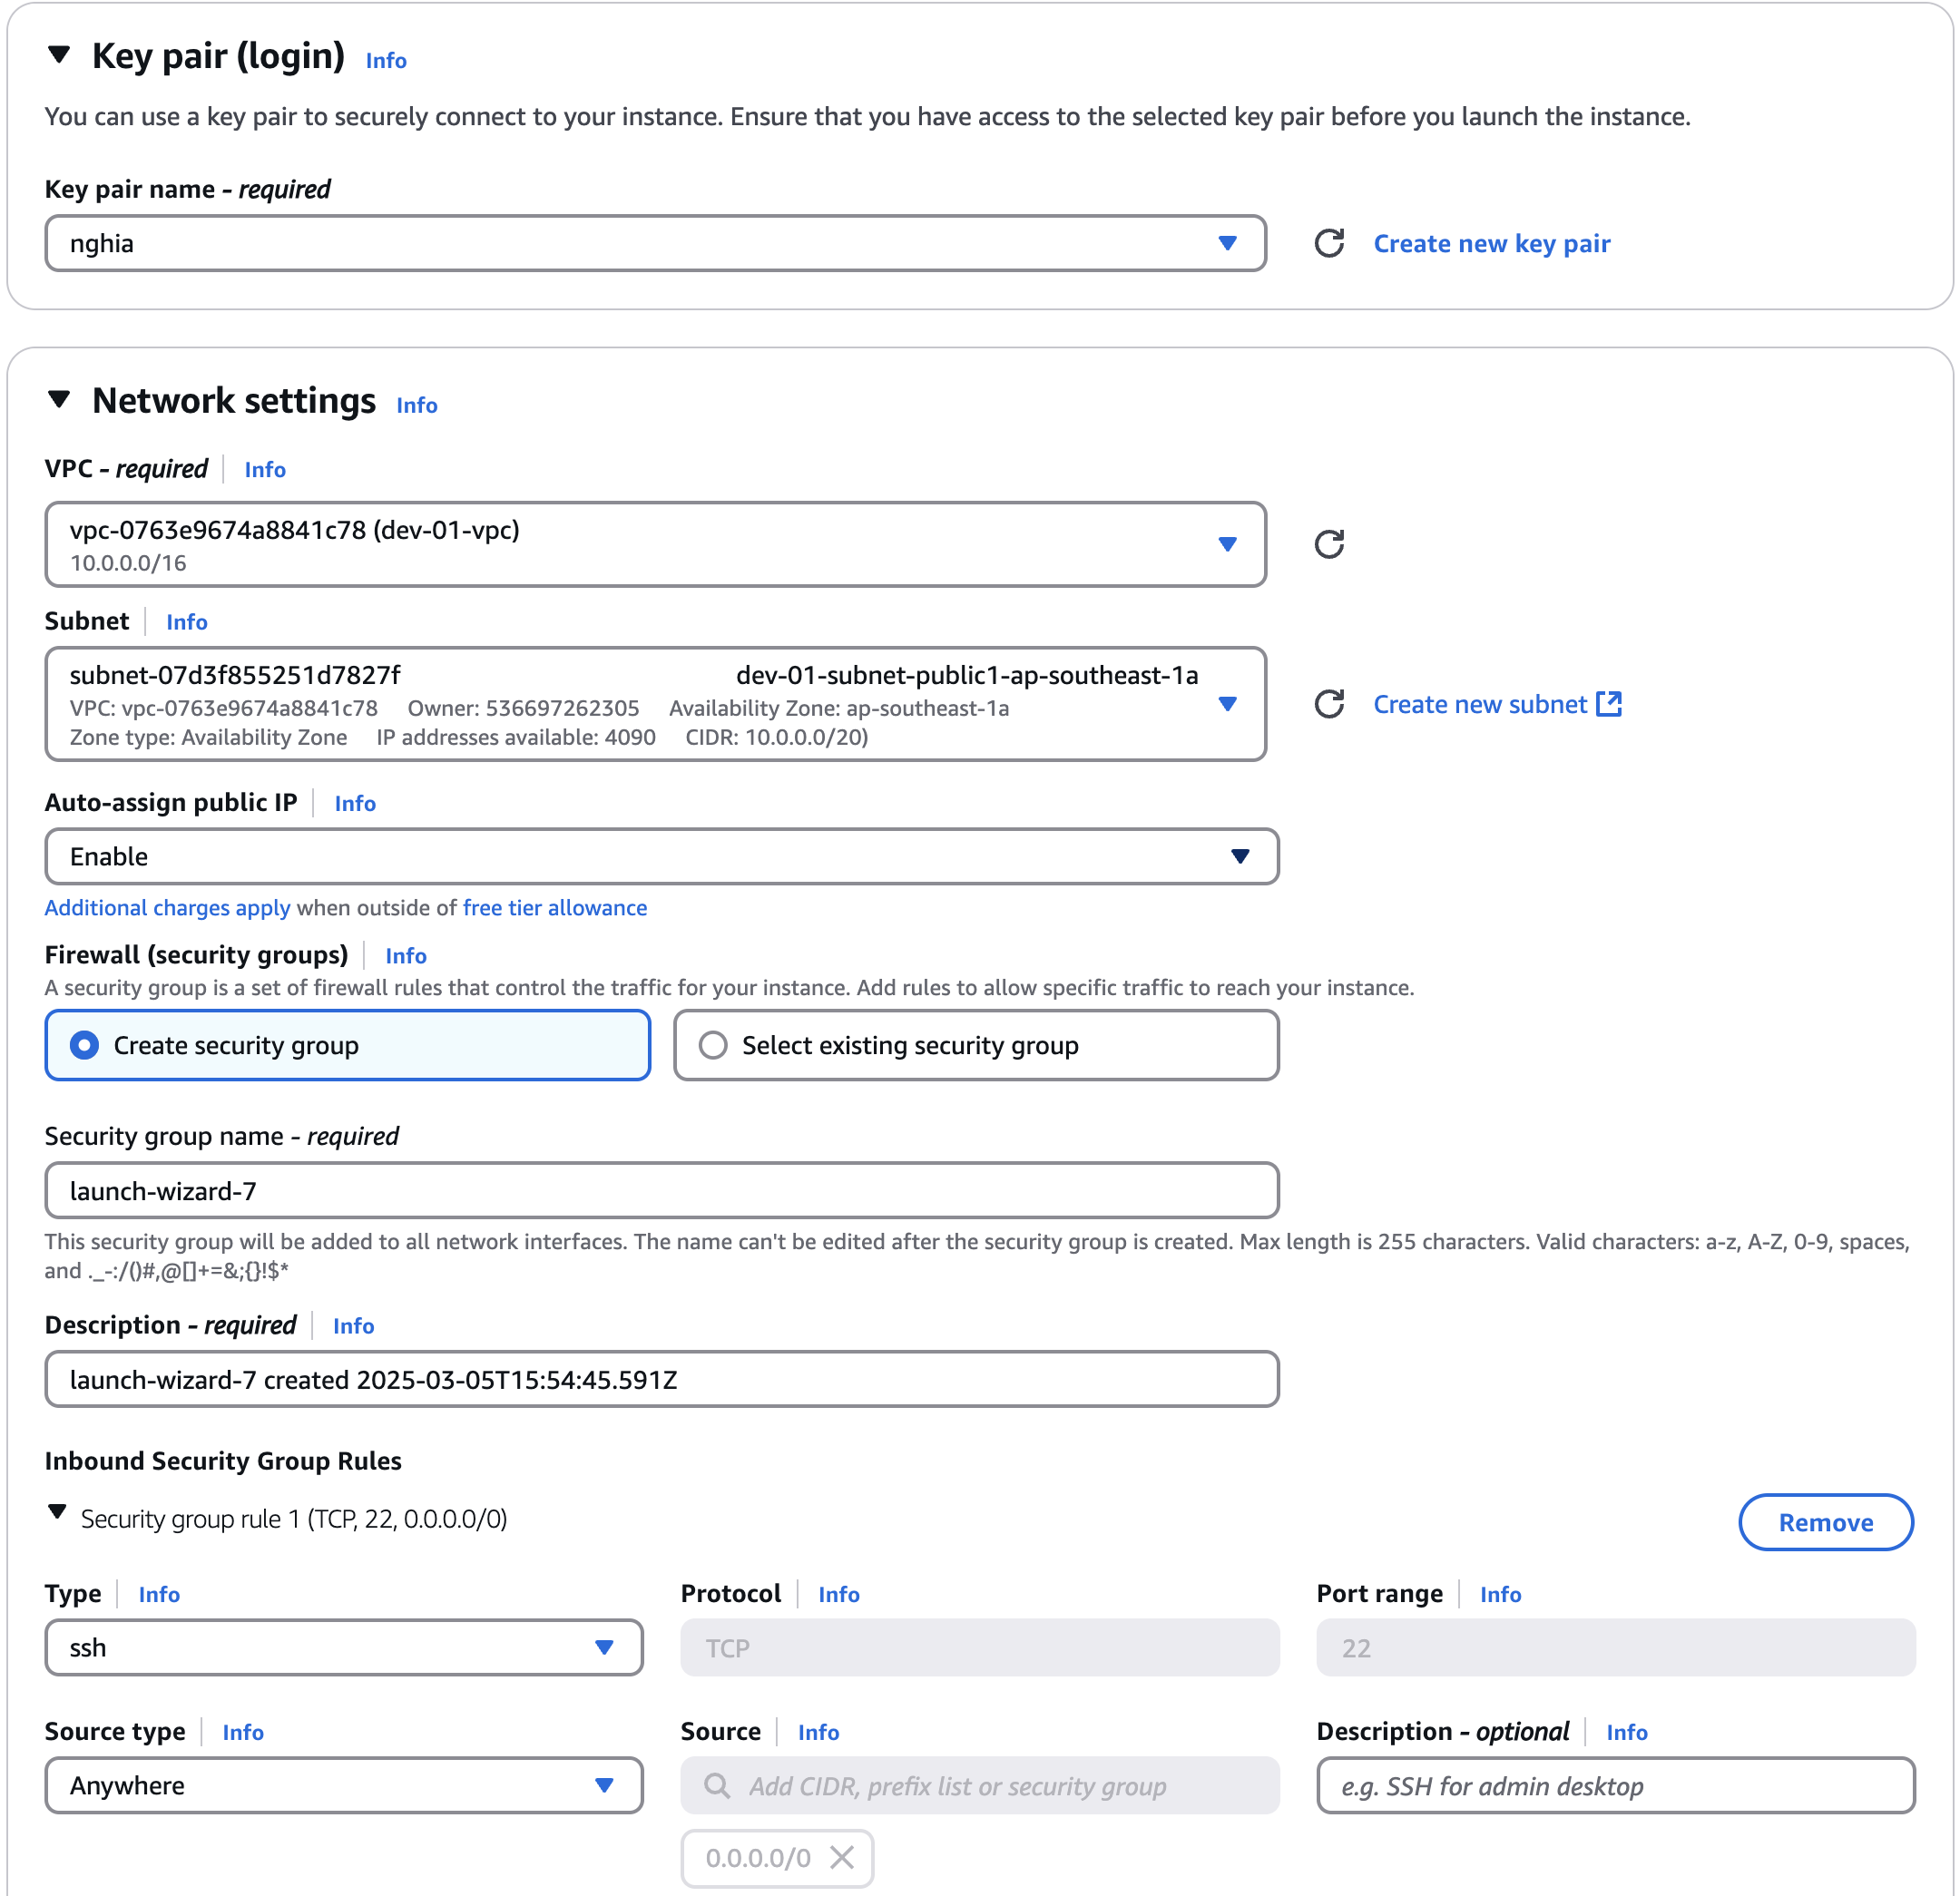 Key pair (login) Info
You can use a key pair to securely connect to your instance. Ensure that you have access to the selected key pair before you launch the instance.
Key pair name - required
nghia
Create new key pair
Network settings Info
VPC - required Info
vpc-0763e9674a8841c78 (dev-01-vpc)
10.0.0.0/16
Subnet Info
subnet-07d3f855251d7827f dev-01-subnet-public1-ap-southeast-1a
VPC: vpc-0763e9674a8841c78 Owner: 536697262305 Availability Zone: ap-southeast-1a
Zone type: Availability Zone IP addresses available: 4090 CIDR: 10.0.0.0/20)
Create new subnet
Auto-assign public IP Info
Enable
Additional charges apply when outside of free tier allowance
Firewall (security groups) Info
A security group is a set of firewall rules that control the traffic for your instance. Add rules to allow specific traffic to reach your instance.
Create security group Select existing security group
Security group name - required
launch-wizard-7
This security group will be added to all network interfaces. The name can't be edited after the security group is created. Max length is 255 characters. Valid characters: a-z, A-Z, 0-9, spaces,
and ._-:/()#,@[]+=&;{}!$*
Description - required Info
launch-wizard-7 created 2025-03-05T15:54:45.591Z
Inbound Security Group Rules
Security group rule 1 (TCP, 22, 0.0.0.0/0)
Remove
Type Info Protocol Info Port range Info
ssh TCP 22
Source type Info Source Info Description - optional Info
Anywhere Add CIDR, prefix list or security group e.g. SSH for admin desktop
0.0.0.0/0